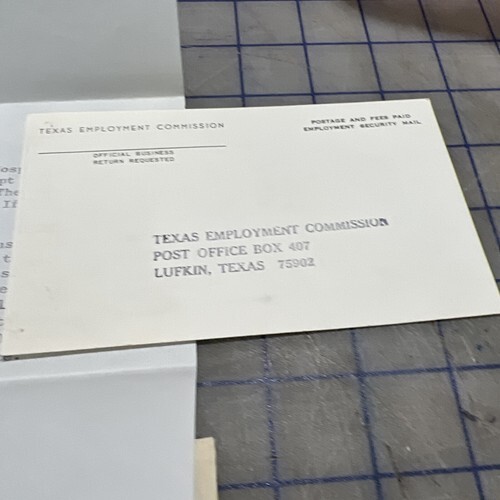 TEXAS EMPLOYMENT COMMISSION
OFFICIAL BUSINESS
RETURN REQUESTED
POSTAGE AND FEES PAID
EMPLOYMENT SECURITY MAIL
TEXAS EMPLOYMENT COMMISSION
POST OFFICE BOX 407
LUFKIN, TEXAS 75902
If